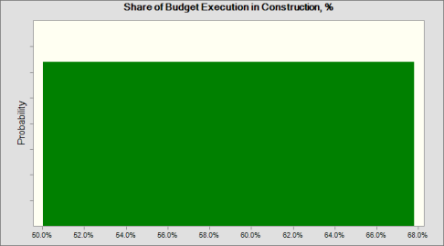 Share of Budget Execution in Construction, %
Probability
50.0% 52.0% 54.0% 56.0% 58.0% 60.0% 62.0% 64.0% 66.0% 68.0%